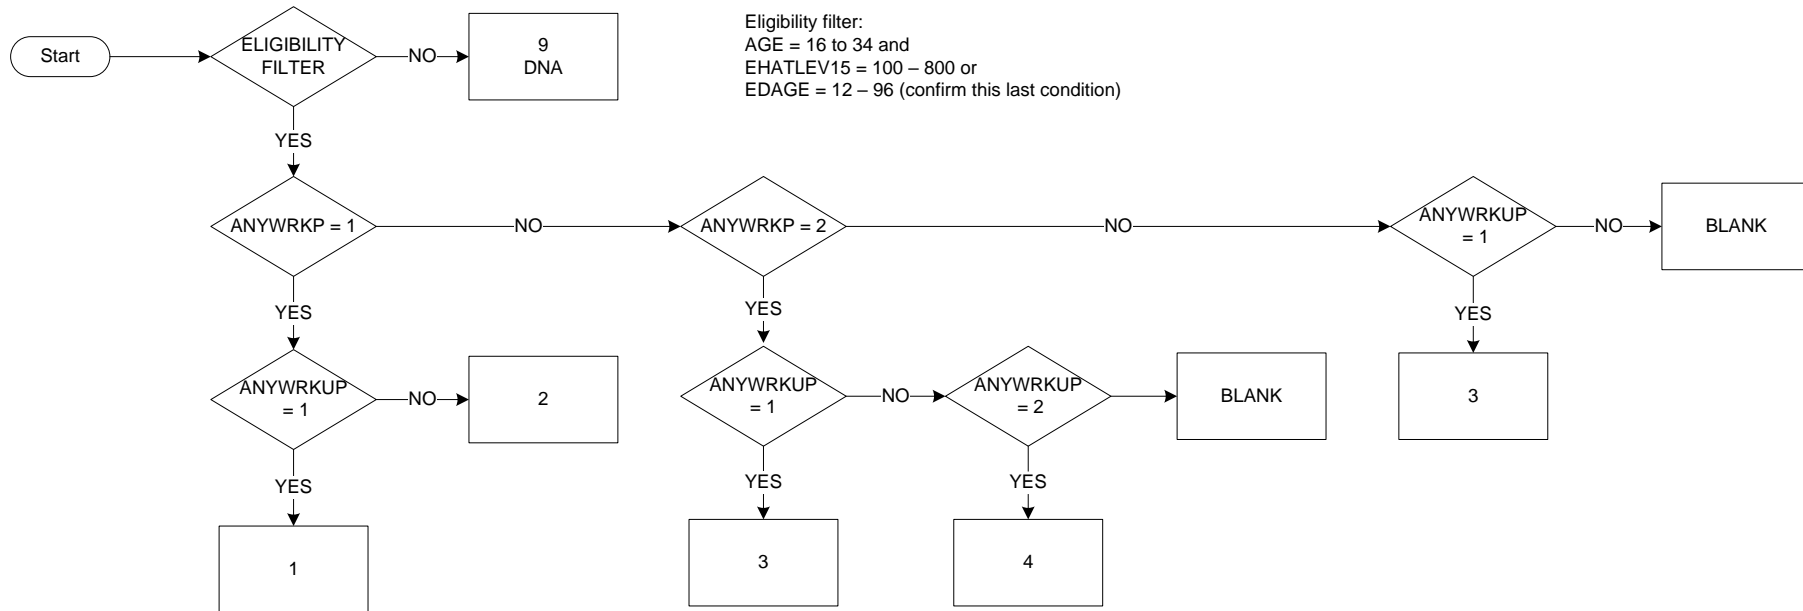 Start
ELIGIBILITY
FILTER
NO
9
DNA
Eligibility filter:
AGE = 16 to 34 and
EHATLEV15 = 100 – 800 or
EDAGE = 12 – 96 (confirm this last condition)
YES
ANYWRKP = 1
NO
ANYWRKP = 2
NO
ANYWRKUP
= 1
NO
BLANK
YES
YES
YES
ANYWRKUP
= 1
NO
2
ANYWRKUP
= 1
NO
ANYWRKUP
= 2
BLANK
3
YES
YES
YES
1
3
4